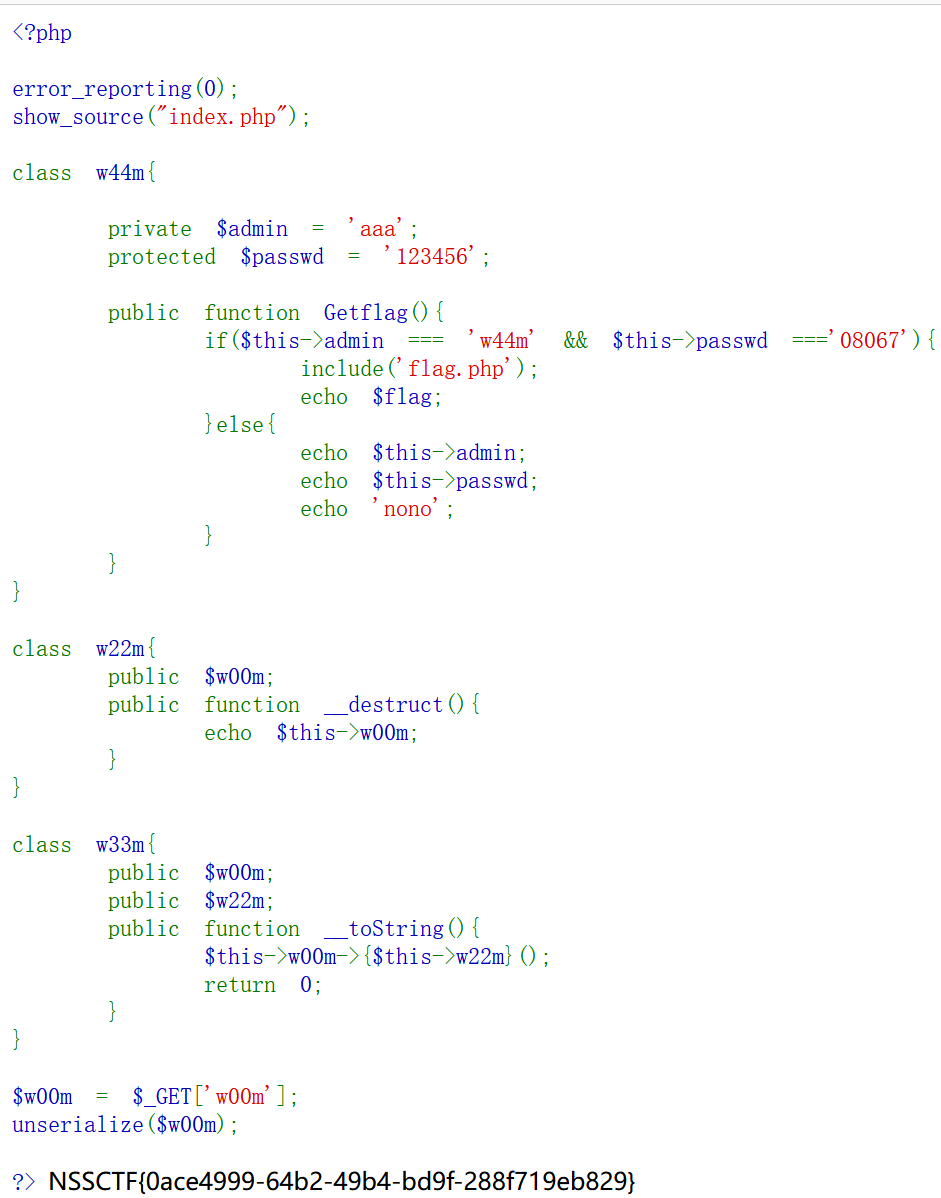 <?php
error_reporting(0);
show_source("index.php");
class w44m{
private $admin = 'aaa';
protected $passwd = '123456';
public function Getflag(){
if($this->admin === 'w44m' && $this->passwd ==='08067'){
include('flag.php');
echo $flag;
}else{
echo $this->admin;
echo $this->passwd;
echo 'nono';
}
}
}
class w22m{
public $w00m;
public function __destruct(){
echo $this->w00m;
}
}
class w33m{
public $w00m;
public $w22m;
public function __toString(){
$this->w00m->{$this->w22m}();
return 0;
}
}
$w00m = $_GET['w00m'];
unserialize($w00m);
?> NSSCTF{0ace4999-64b2-49b4-bd9f-288f719eb829}